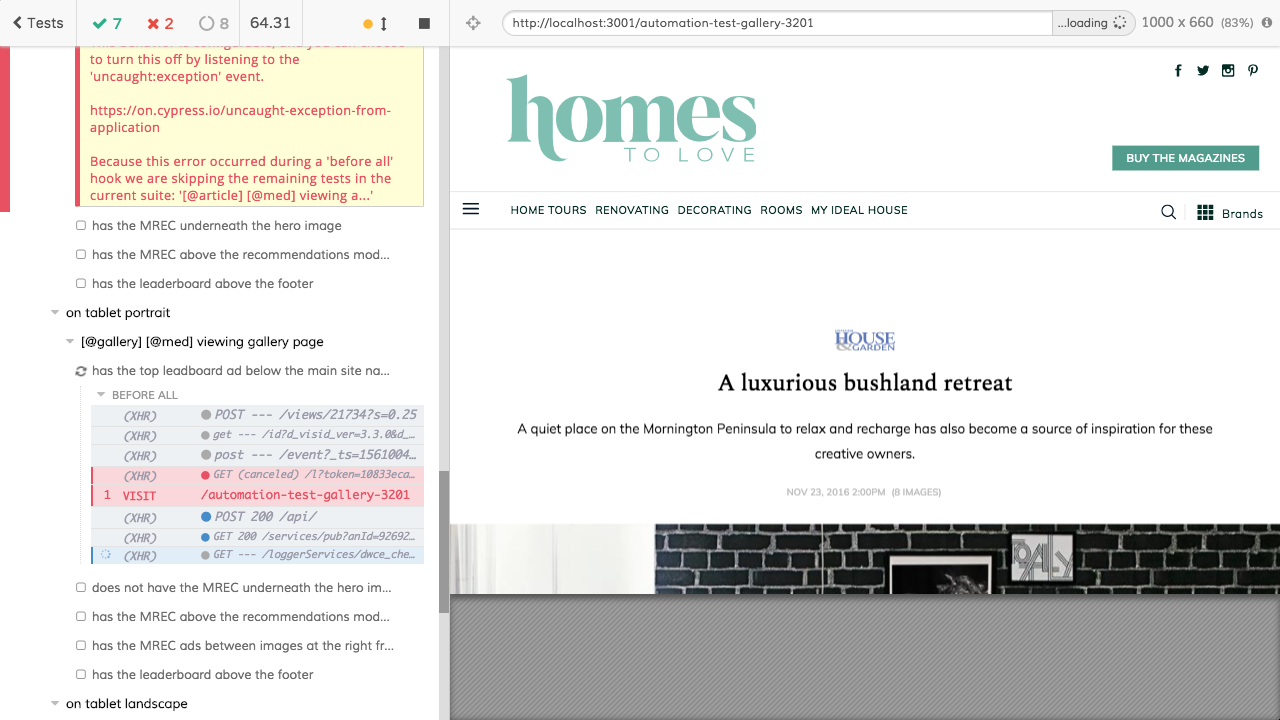 Tests
7
2
8
64.31
This behavior is configurable, and you can choose
to turn this off by listening to the
'uncaught:exception' event.
https://on.cypress.io/uncaught-exception-from-
application
Because this error occurred during a 'before all'
hook we are skipping the remaining tests in the
current suite: '[@article] [@med] viewing a...'
has the MREC underneath the hero image
has the MREC above the recommendations mod...
has the leaderboard above the footer
on tablet portrait
[@gallery] [@med] viewing gallery page
has the top leadboard ad below the main site na...
BEFORE ALL
(XHR) POST --- /views/21734?s=0.25
(XHR) get --- /id?d_visid_ver=3.3.0&d_...
(XHR) post --- /event?_ts=1561004...
(XHR) GET (canceled) /l?token=10833eca...
1 VISIT /automation-test-gallery-3201
(XHR) POST 200 /api/
(XHR) GET 200 /services/pub?anId=92692...
(XHR) GET --- /loggerServices/dwce_che...
does not have the MREC underneath the hero im...
has the MREC above the recommendations mod...
has the MREC ads between images at the right fr...
has the leaderboard above the footer
on tablet landscape
http://localhost:3001/automation-test-gallery-3201
...loading
1000 x 660 (83%)
homes
TO LOVE
BUY THE MAGAZINES
HOME TOURS RENOVATING DECORATING ROOMS MY IDEAL HOUSE
Brands
HOUSE
& GARDEN
A luxurious bushland retreat
A quiet place on the Mornington Peninsula to relax and recharge has also become a source of inspiration for these
creative owners.
NOV 23, 2016 2:00PM (8 IMAGES)